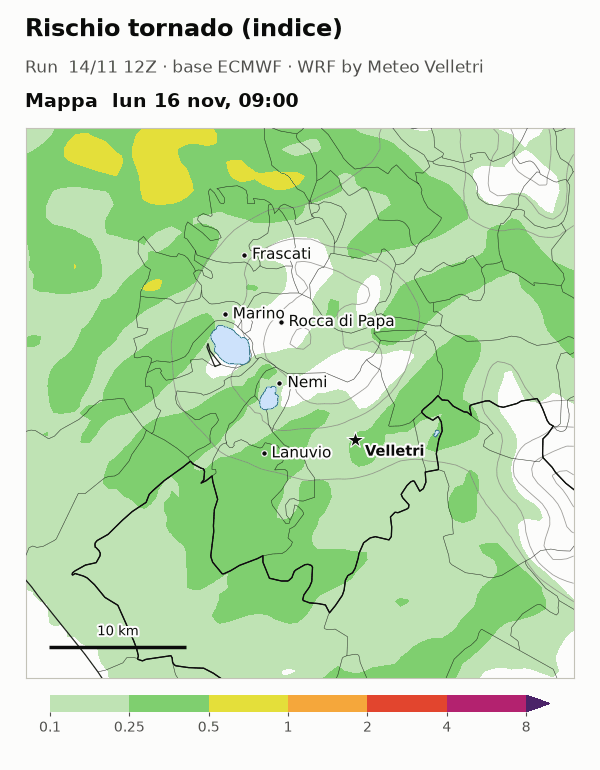 Rischio tornado (indice)
Run  14/11 12Z · base ECMWF · WRF by Meteo Velletri
Mappa  lun 16 nov, 09:00
Frascati
Marino
Rocca di Papa
Nemi
Velletri
Lanuvio
10 km
0.1 0.25 0.5 1 2 4 8